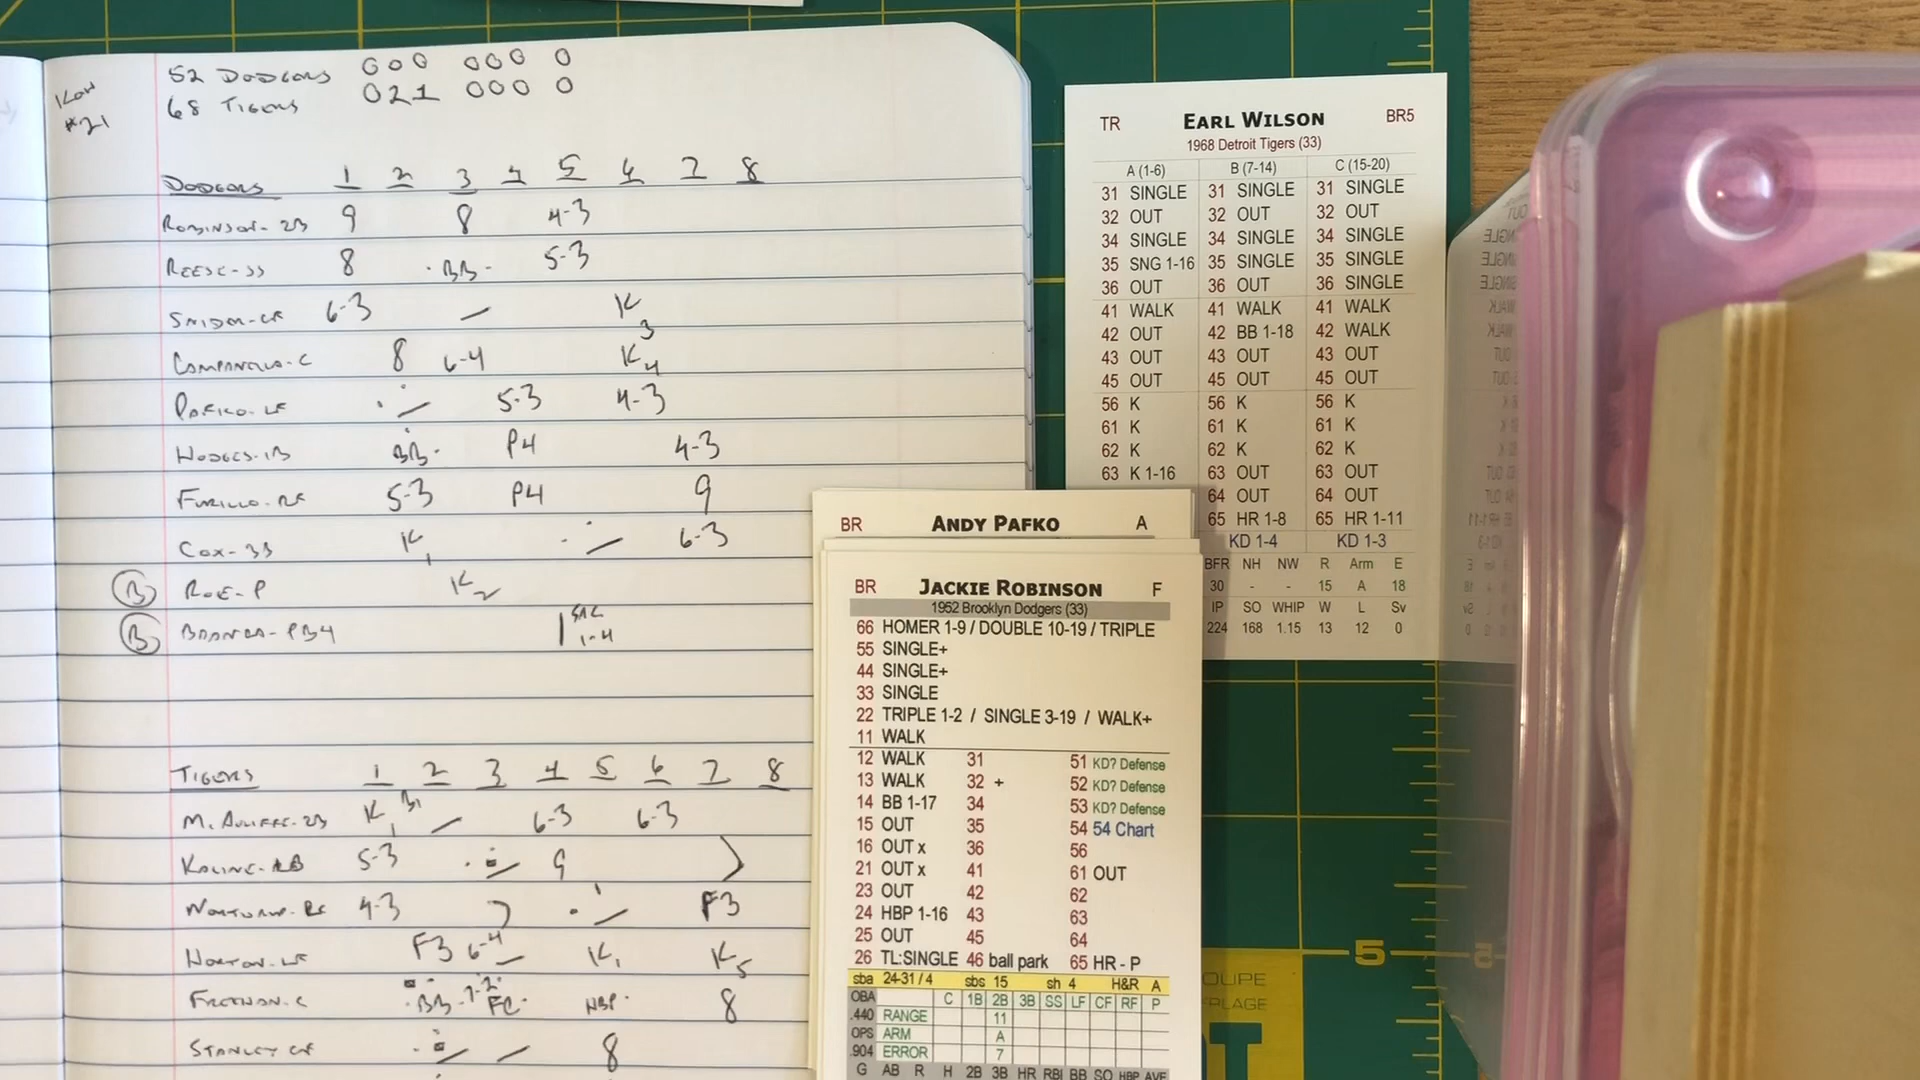 52 DODGERS 000 000 0
68 TIGERS 021 000 0
#21
DODGERS 1 2 3 4 5 6 7 8
ROBINSON-2B 9 8 4-3
REESE-SS 8 BB 5-3
SNIDER-CF 6-3 — K3
CAMPANELLA-C 8 6-4 K4
PAFKO-LF — 5-3 4-3
HODGES-1B BB P4 4-3
FURILLO-RF 5-3 P4 9
COX-3B K1 — 6-3
B ROE-P K2
B BRANCA-PB4 | SAC 1-4
TIGERS 1 2 3 4 5 6 7 8
McAULIFFE-2B K1 — 6-3 6-3
KALINE-1B 5-3 — 9 )
NORTHRUP-RF 4-3 ) — F3
HORTON-LF F3 6-4 — K K5
FREEHAN-C BB FC HBP 8
STANLEY CF — — 8
TR EARL WILSON BR5
1968 Detroit Tigers (33)
A (1-6) B (7-14) C (15-20)
31 SINGLE 31 SINGLE 31 SINGLE
32 OUT 32 OUT 32 OUT
34 SINGLE 34 SINGLE 34 SINGLE
35 SNG 1-16 35 SINGLE 35 SINGLE
36 OUT 36 OUT 36 SINGLE
41 WALK 41 WALK 41 WALK
42 OUT 42 BB 1-18 42 WALK
43 OUT 43 OUT 43 OUT
45 OUT 45 OUT 45 OUT
56 K 56 K 56 K
61 K 61 K 61 K
62 K 62 K 62 K
63 K 1-16 63 OUT 63 OUT
64 OUT 64 OUT
65 HR 1-8 65 HR 1-11
KD 1-4 KD 1-3
BFR NH NW R Arm E
30 - - 15 A 18
IP SO WHIP W L Sv
224 168 1.15 13 12 0
BR ANDY PAFKO A
BR JACKIE ROBINSON F
1952 Brooklyn Dodgers (33)
66 HOMER 1-9 / DOUBLE 10-19 / TRIPLE
55 SINGLE+
44 SINGLE+
33 SINGLE
22 TRIPLE 1-2 / SINGLE 3-19 / WALK+
11 WALK
12 WALK 31 51 KD? Defense
13 WALK 32 + 52 KD? Defense
14 BB 1-17 34 53 KD? Defense
15 OUT 35 54 54 Chart
16 OUT x 36 56
21 OUT x 41 61 OUT
23 OUT 42 62
24 HBP 1-16 43 63
25 OUT 45 64
26 TL:SINGLE 46 ball park 65 HR - P
sba 24-31 / 4 sbs 15 sh 4 H&R A
OBA C 1B 2B 3B SS LF CF RF P
.440 RANGE 11
OPS ARM A
.904 ERROR 7
G AB R H 2B 3B HR RBI BB SO HBP AVE
5